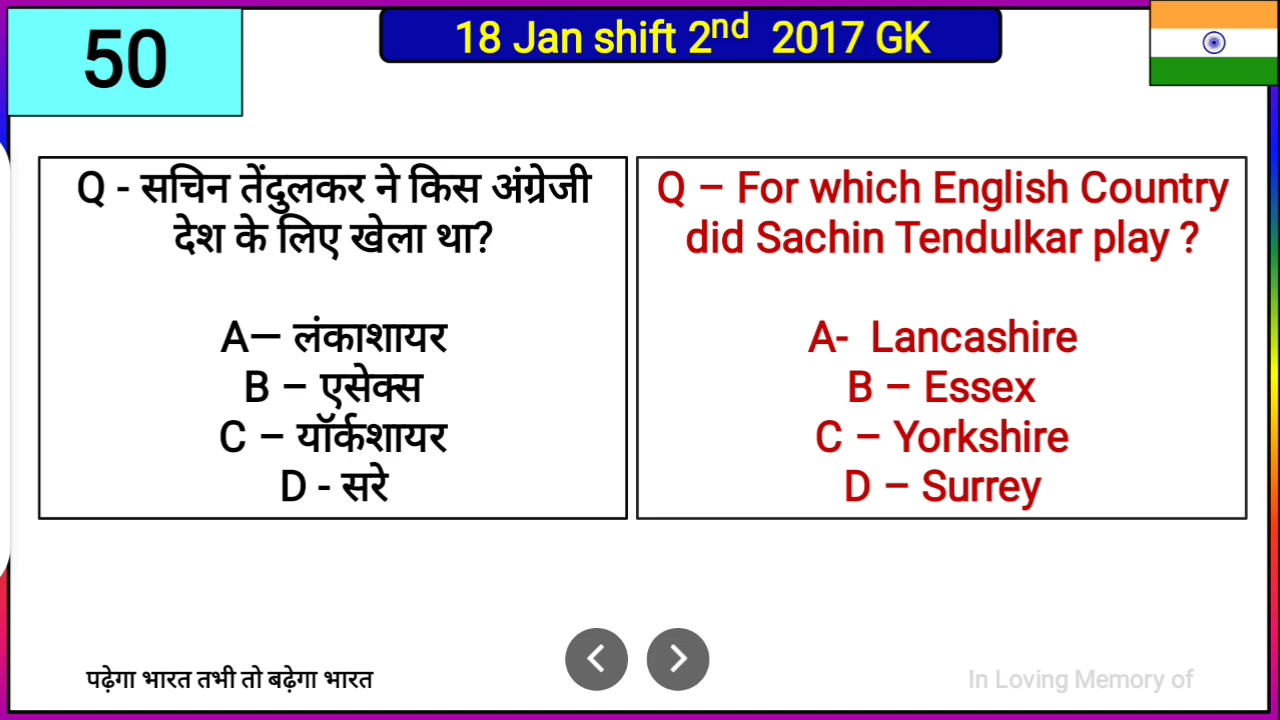 50
18 Jan shift 2nd 2017 GK
Q - सचिन तेंदुलकर ने किस अंग्रेजी
देश के लिए खेला था?
A— लंकाशायर
B – एसेक्स
C – यॉर्कशायर
D - सरे
Q – For which English Country
did Sachin Tendulkar play ?
A- Lancashire
B – Essex
C – Yorkshire
D – Surrey
पढ़ेगा भारत तभी तो बढ़ेगा भारत
In Loving Memory of